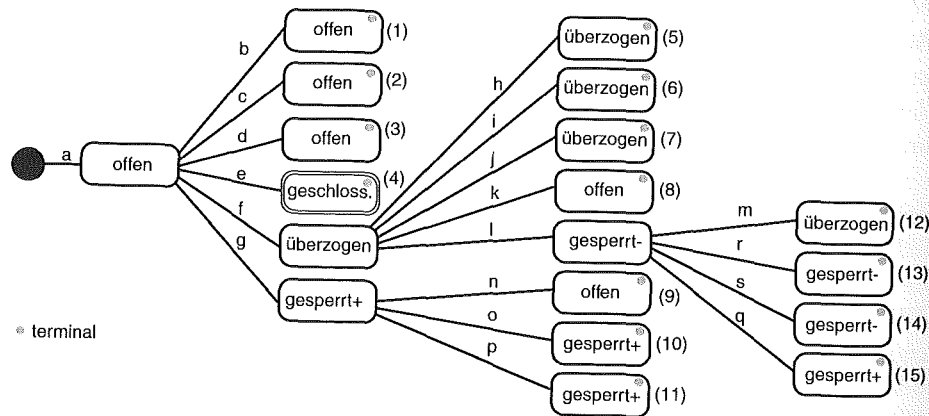 offen (1)
überzogen (5)
b
h
offen (2)
c
überzogen (6)
i
offen (3)
d
überzogen (7)
j
a
offen
e
geschloss. (4)
k
offen (8)
m
überzogen (12)
f
überzogen
l
gesperrt-
r
gesperrt- (13)
g
gesperrt+
n
offen (9)
s
gesperrt- (14)
terminal
o
gesperrt+ (10)
q
gesperrt+ (15)
p
gesperrt+ (11)